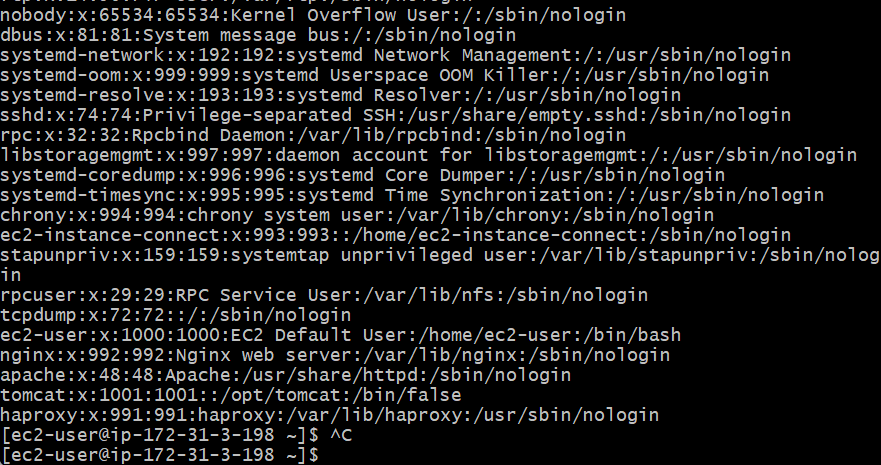 nobody:x:65534:65534:Kernel Overflow User:/:/sbin/nologin
dbus:x:81:81:System message bus:/:/sbin/nologin
systemd-network:x:192:192:systemd Network Management:/:/usr/sbin/nologin
systemd-oom:x:999:999:systemd Userspace OOM Killer:/:/usr/sbin/nologin
systemd-resolve:x:193:193:systemd Resolver:/:/usr/sbin/nologin
sshd:x:74:74:Privilege-separated SSH:/usr/share/empty.sshd:/sbin/nologin
rpc:x:32:32:Rpcbind Daemon:/var/lib/rpcbind:/sbin/nologin
libstoragemgmt:x:997:997:daemon account for libstoragemgmt:/:/usr/sbin/nologin
systemd-coredump:x:996:996:systemd Core Dumper:/:/usr/sbin/nologin
systemd-timesync:x:995:995:systemd Time Synchronization:/:/usr/sbin/nologin
chrony:x:994:994:chrony system user:/var/lib/chrony:/sbin/nologin
ec2-instance-connect:x:993:993::/home/ec2-instance-connect:/sbin/nologin
stapunpriv:x:159:159:systemtap unprivileged user:/var/lib/stapunpriv:/sbin/nolog
in
rpcuser:x:29:29:RPC Service User:/var/lib/nfs:/sbin/nologin
tcpdump:x:72:72::/:/sbin/nologin
ec2-user:x:1000:1000:EC2 Default User:/home/ec2-user:/bin/bash
nginx:x:992:992:Nginx web server:/var/lib/nginx:/sbin/nologin
apache:x:48:48:Apache:/usr/share/httpd:/sbin/nologin
tomcat:x:1001:1001::/opt/tomcat:/bin/false
haproxy:x:991:991:haproxy:/var/lib/haproxy:/usr/sbin/nologin
[ec2-user@ip-172-31-3-198 ~]$ ^C
[ec2-user@ip-172-31-3-198 ~]$